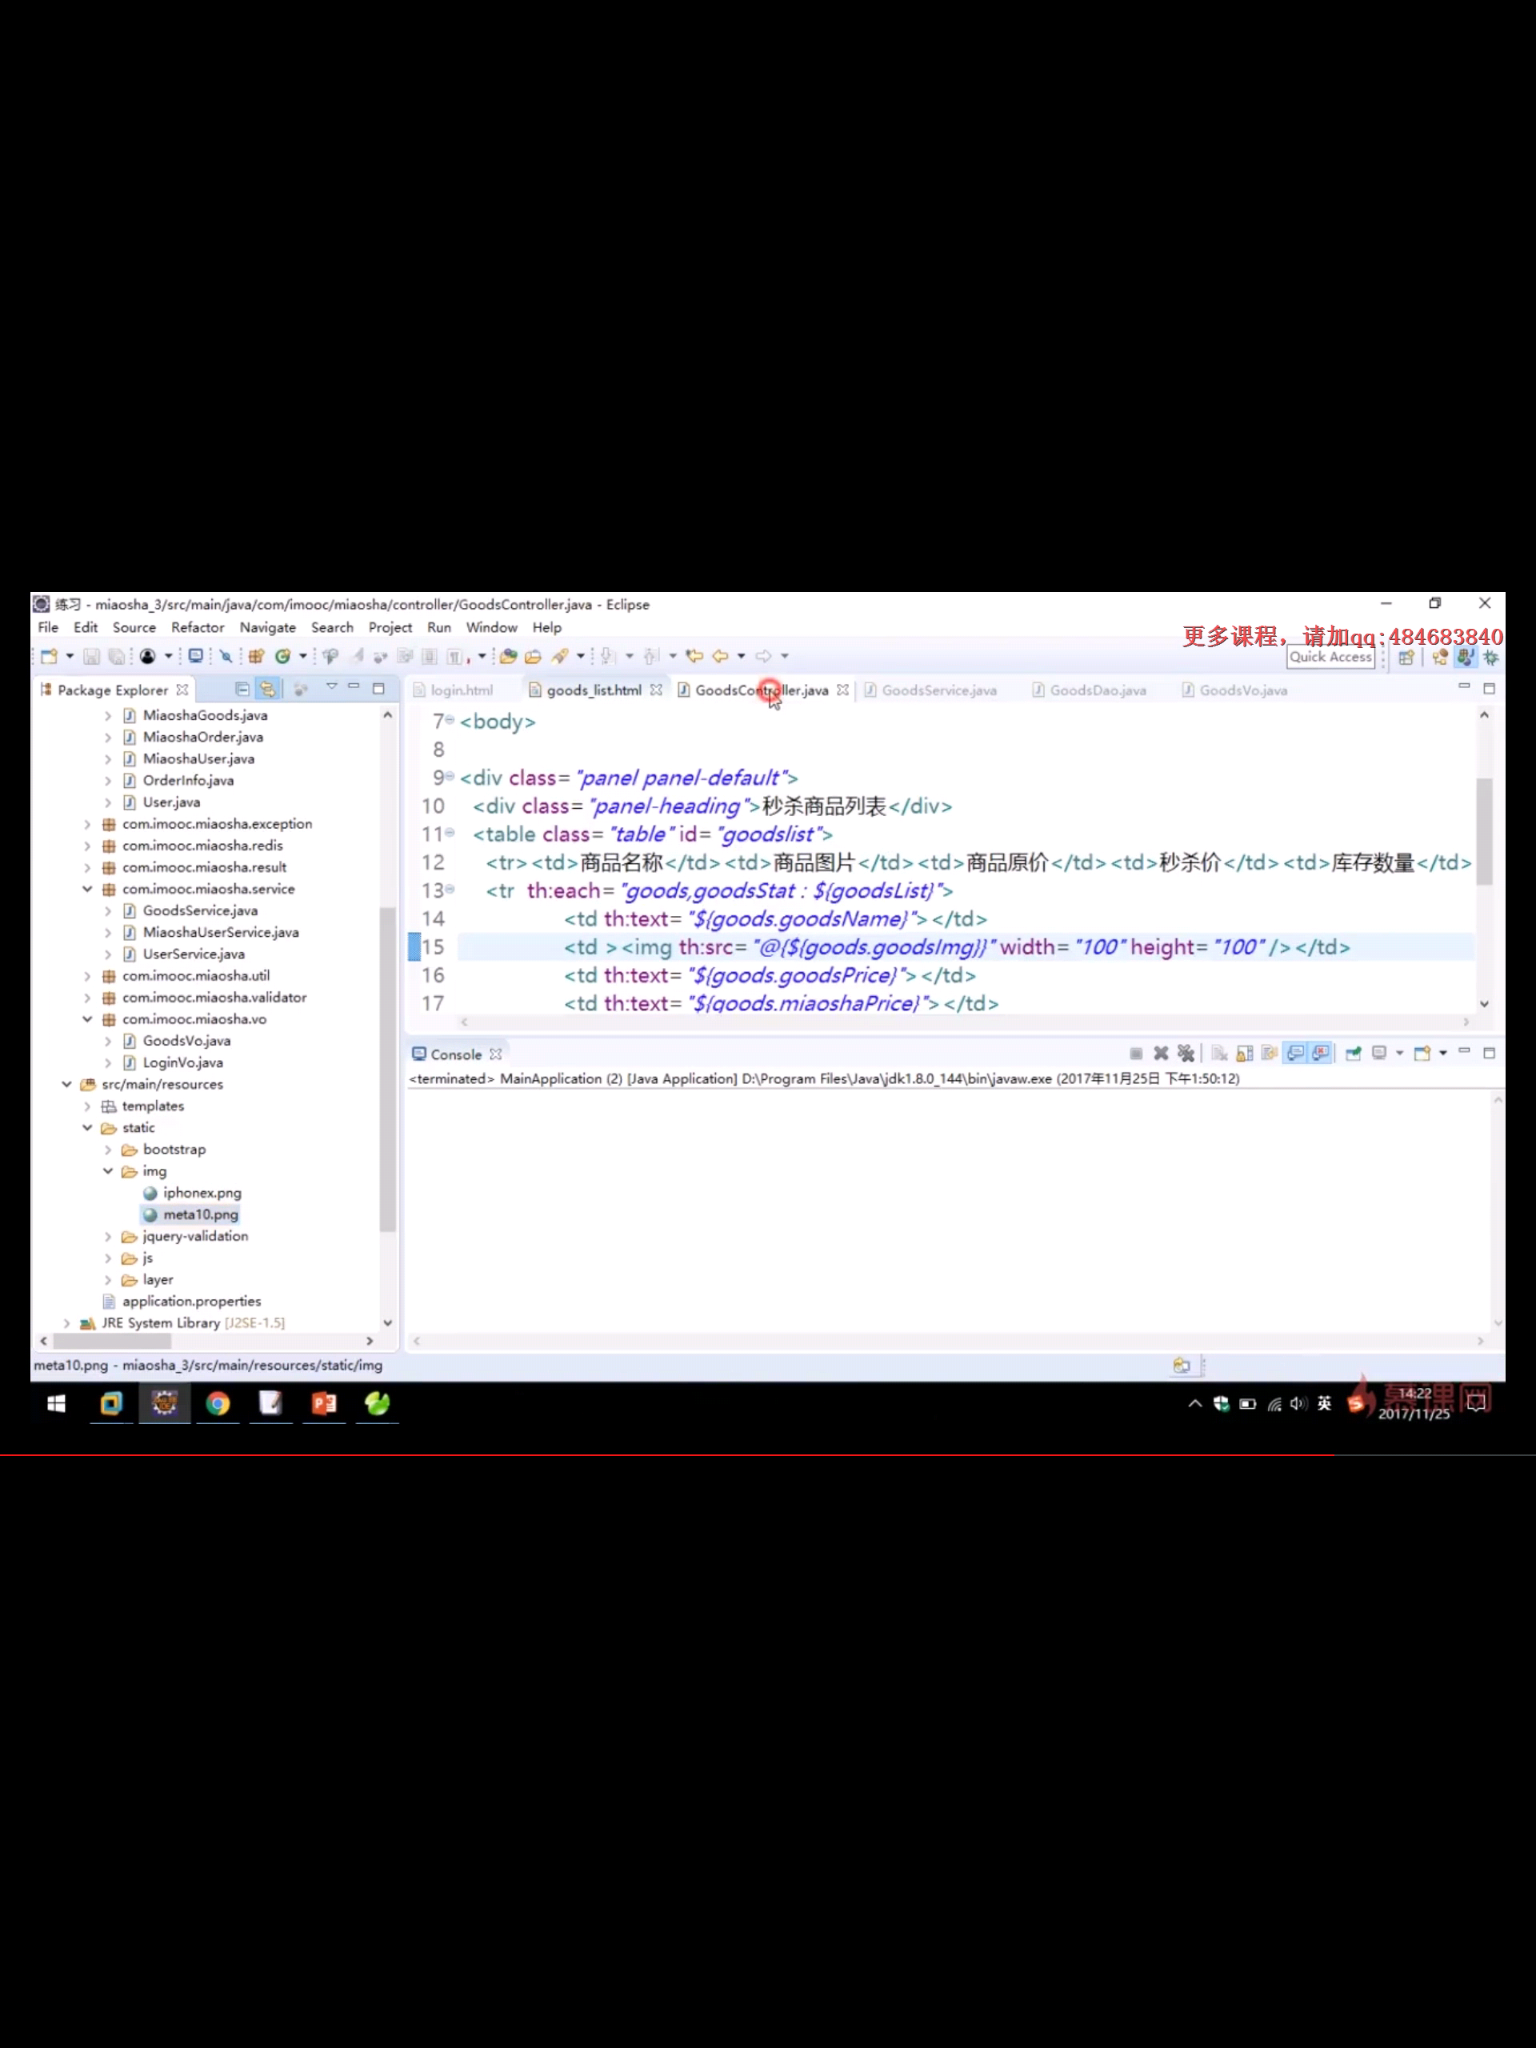 练习 - miaosha_3/src/main/java/com/imooc/miaosha/controller/GoodsController.java - Eclipse
File Edit Source Refactor Navigate Search Project Run Window Help
更多课程，请加qq:484683840
Quick Access
Package Explorer
login.html goods_list.html GoodsController.java GoodsService.java GoodsDao.java GoodsVo.java
MiaoshaGoods.java
MiaoshaOrder.java
MiaoshaUser.java
OrderInfo.java
User.java
com.imooc.miaosha.exception
com.imooc.miaosha.redis
com.imooc.miaosha.result
com.imooc.miaosha.service
GoodsService.java
MiaoshaUserService.java
UserService.java
com.imooc.miaosha.util
com.imooc.miaosha.validator
com.imooc.miaosha.vo
GoodsVo.java
LoginVo.java
src/main/resources
templates
static
bootstrap
img
iphonex.png
meta10.png
jquery-validation
js
layer
application.properties
JRE System Library [J2SE-1.5]
7 <body>
8
9 <div class="panel panel-default">
10 <div class="panel-heading">秒杀商品列表</div>
11 <table class="table" id="goodslist">
12 <tr><td>商品名称</td><td>商品图片</td><td>商品原价</td><td>秒杀价</td><td>库存数量</td>
13 <tr th:each="goods,goodsStat : ${goodsList}">
14 <td th:text="${goods.goodsName}"></td>
15 <td ><img th:src="@{${goods.goodsImg}}" width="100" height="100" /></td>
16 <td th:text="${goods.goodsPrice}"></td>
17 <td th:text="${goods.miaoshaPrice}"></td>
Console
<terminated> MainApplication (2) [Java Application] D:\Program Files\Java\jdk1.8.0_144\bin\javaw.exe (2017年11月25日 下午1:50:12)
meta10.png - miaosha_3/src/main/resources/static/img
英
慕课网
14:22
2017/11/25